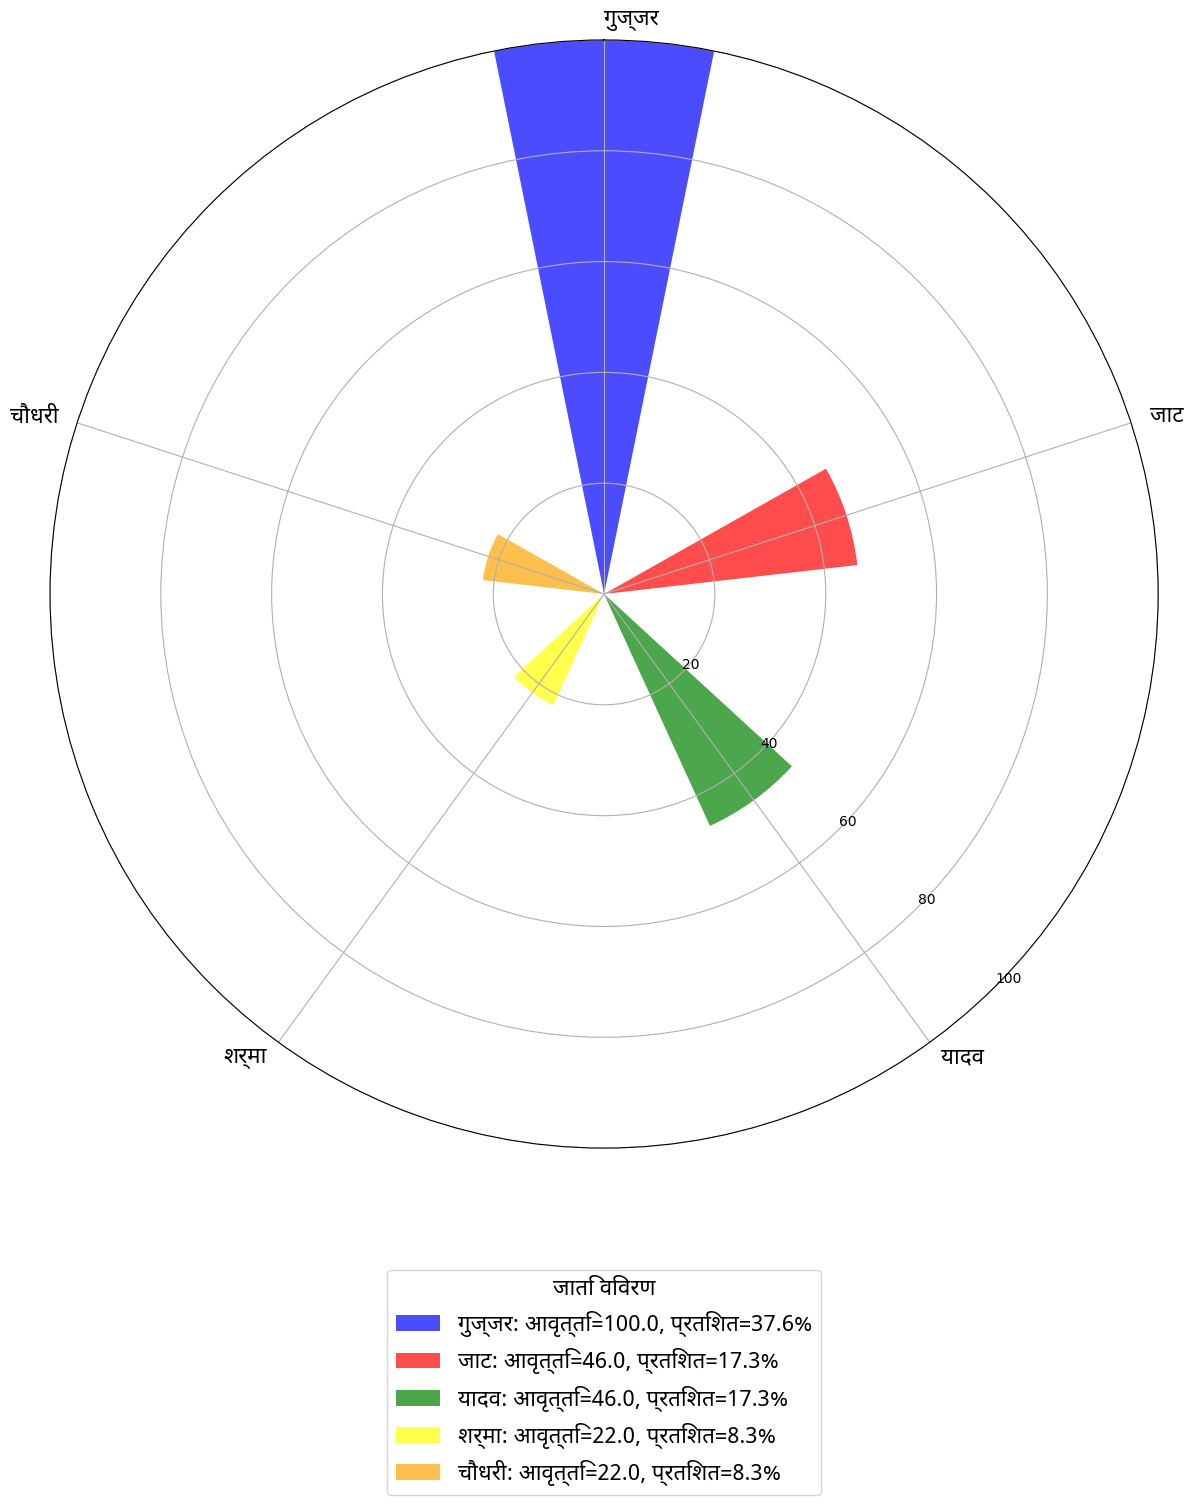 गुज्जर
चौधरी
जाट
20
40
60
80
100
शर्मा
यादव
जाति विवरण
गुज्जर: आवृत्ति=100.0, प्रतिशत=37.6%
जाट: आवृत्ति=46.0, प्रतिशत=17.3%
यादव: आवृत्ति=46.0, प्रतिशत=17.3%
शर्मा: आवृत्ति=22.0, प्रतिशत=8.3%
चौधरी: आवृत्ति=22.0, प्रतिशत=8.3%